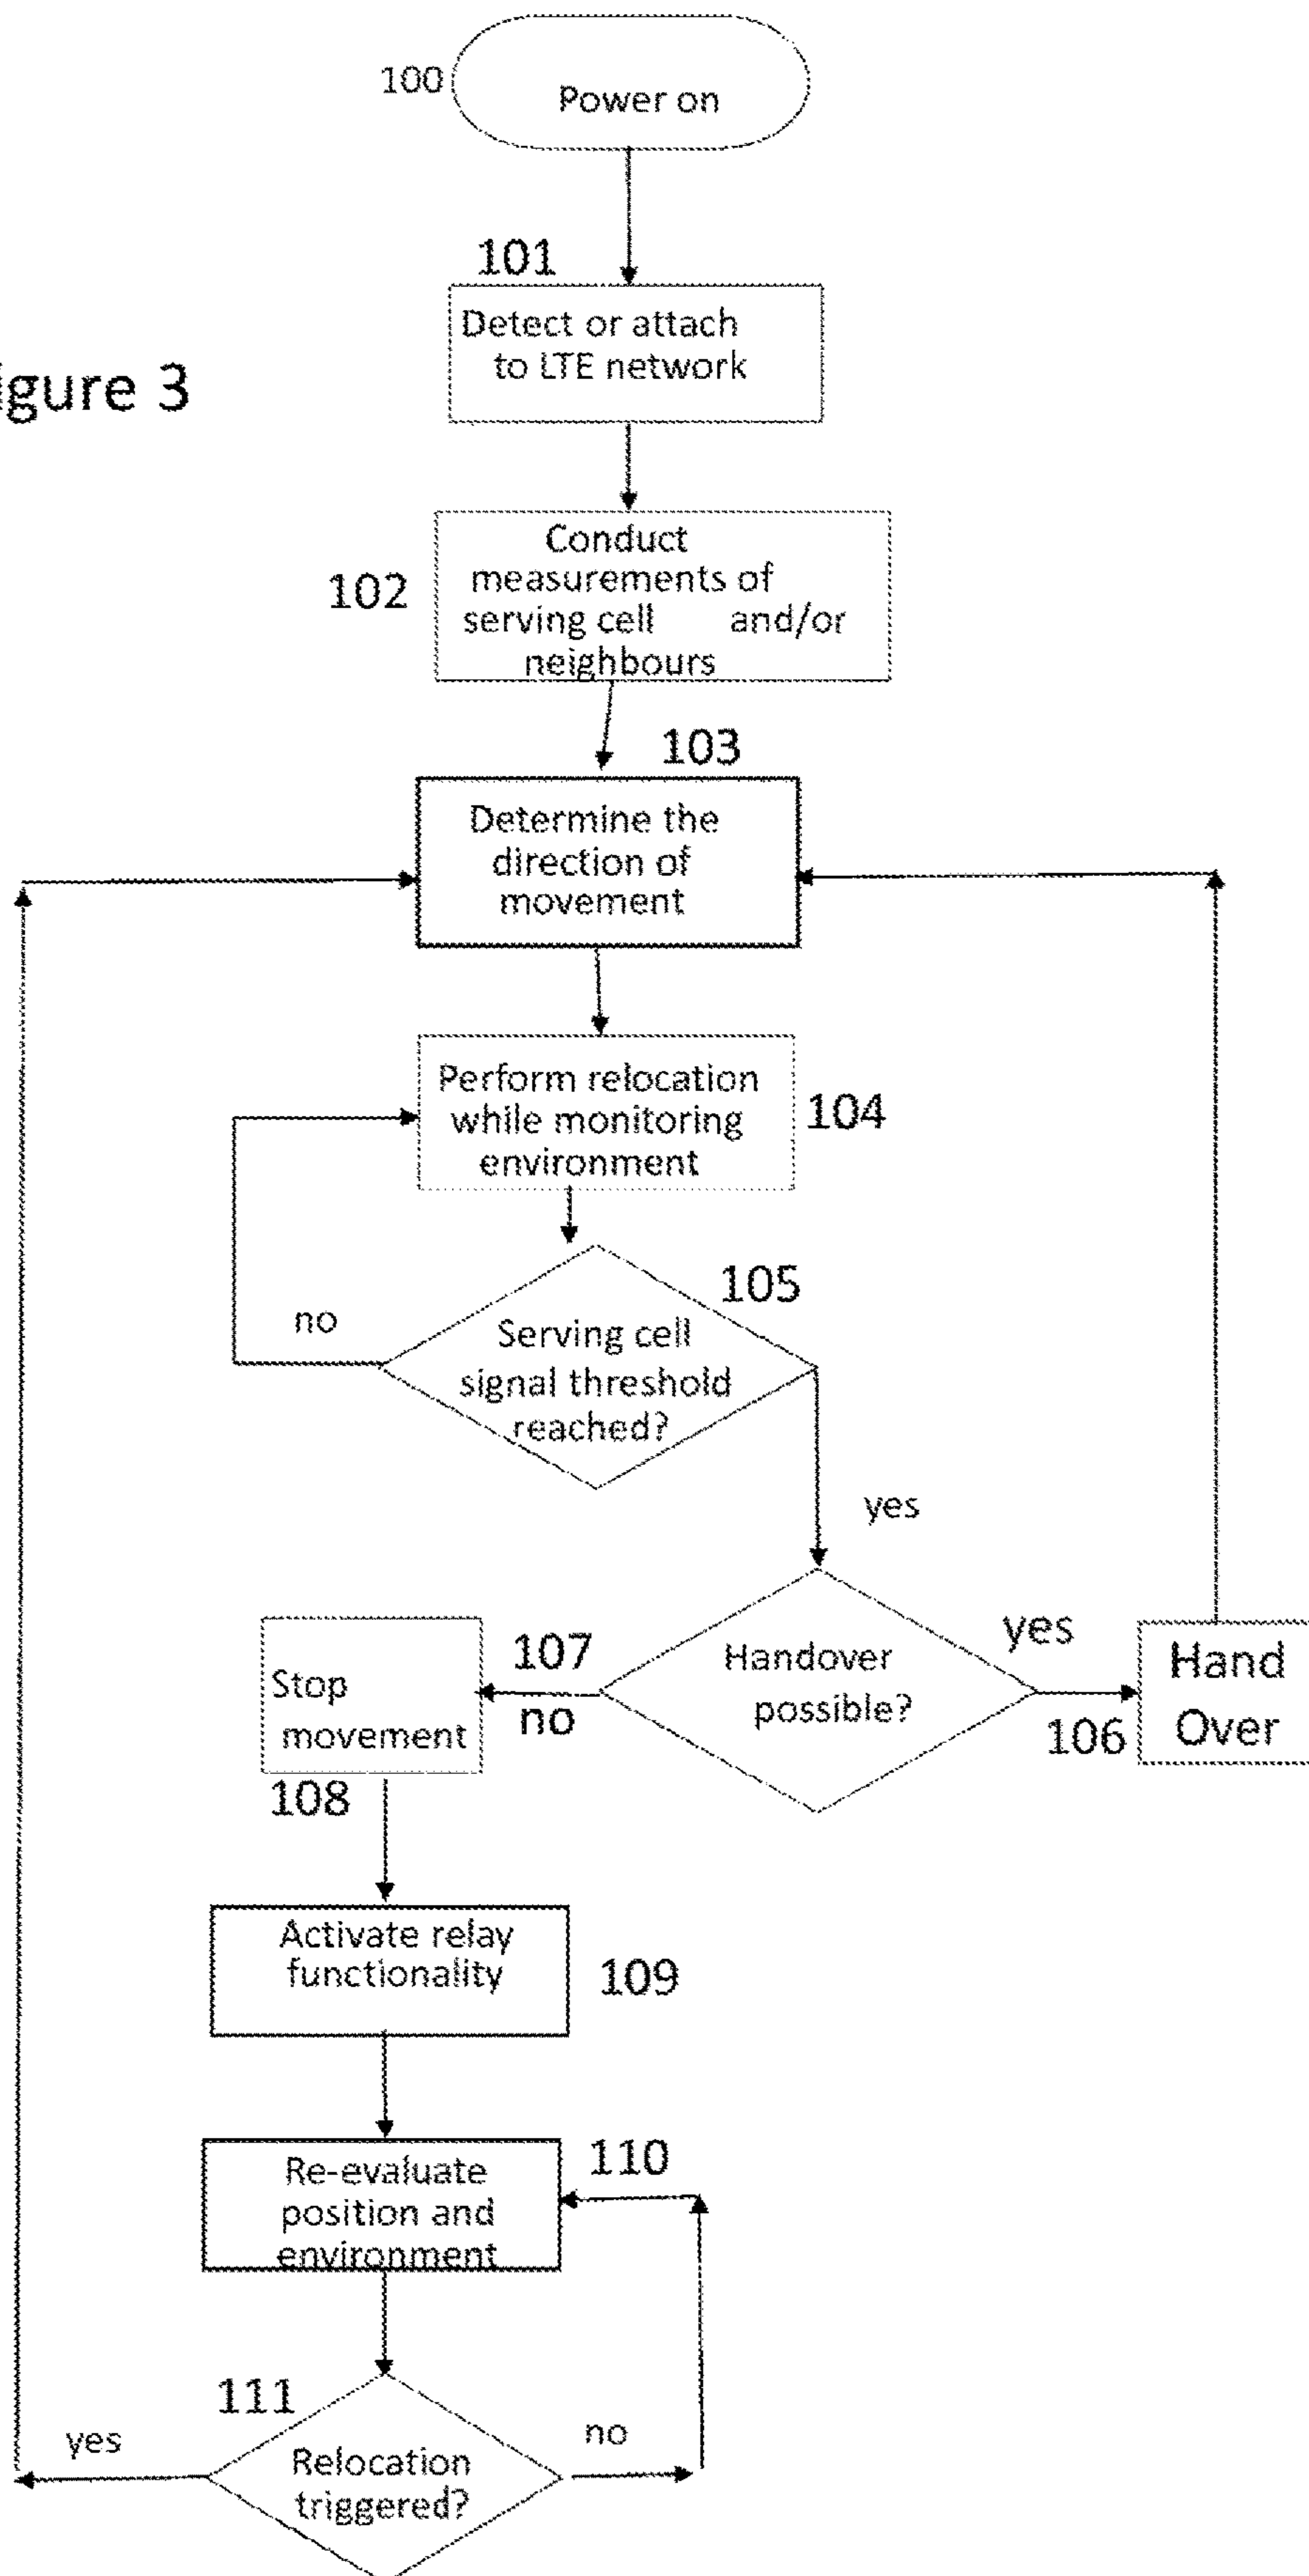 100
Power on
101
Detect or attach
to LTE network
igure 3
Conduct
measurements of
102
serving cell and/or
neighbours
103
Determine the
direction of
movement
Perform relocation
while monitoring
104
environment
105
no
Serving cell
signal threshold
reached?
yes
107
no
Handover
possible?
yes
106
Hand
Over
Stop
movement
108
Activate relay
functionality
109
110
Re-evaluate
position and
environment
111
yes
no
Relocation
triggered?